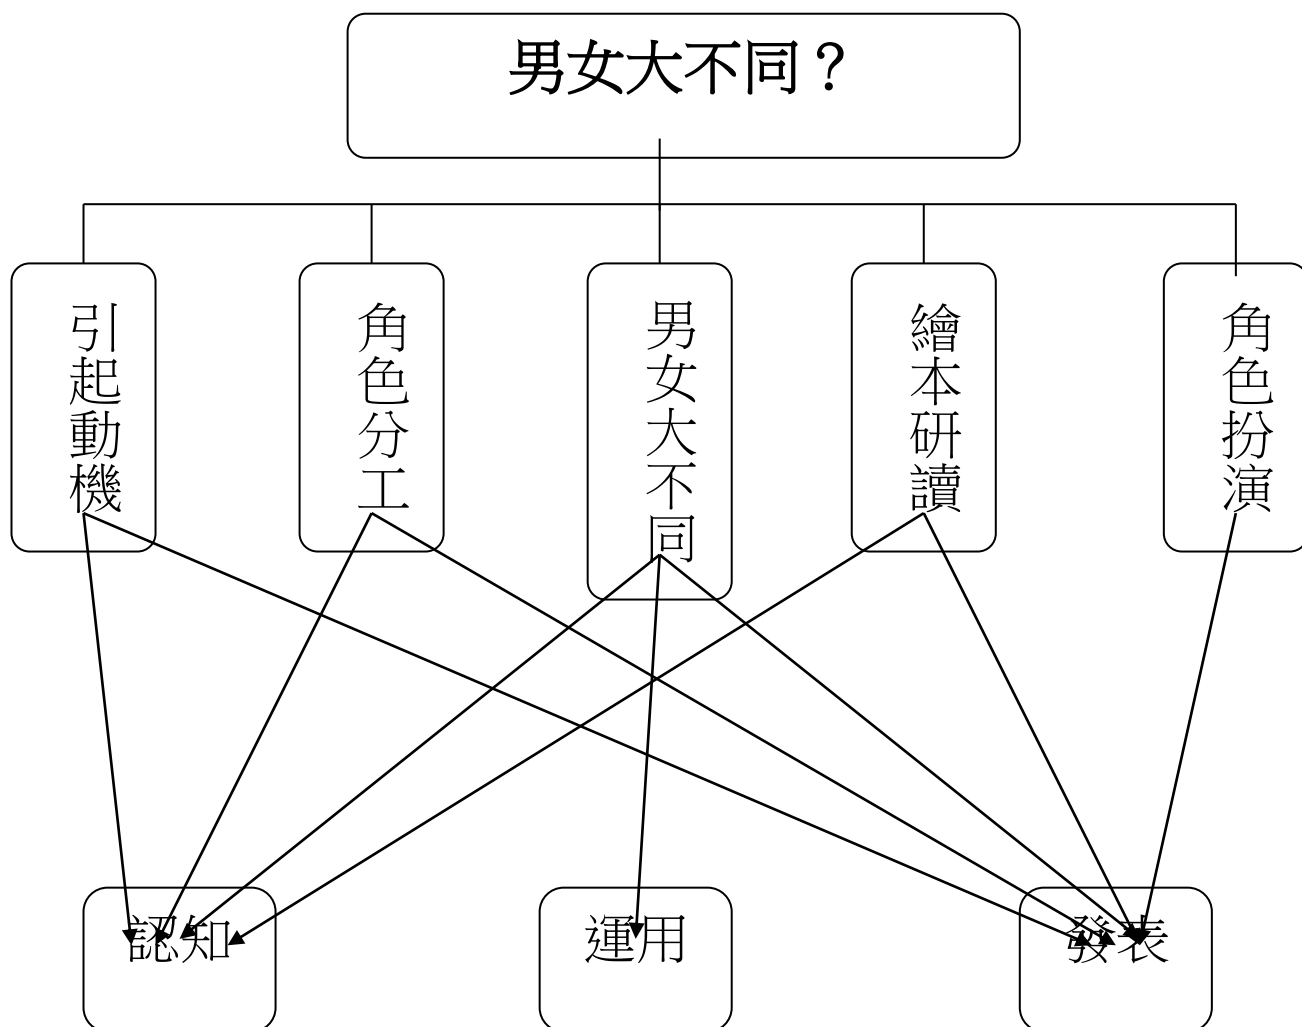 男女大不同？
引起動機
角色分工
男女大不同
繪本研讀
角色扮演
認知
運用
發表